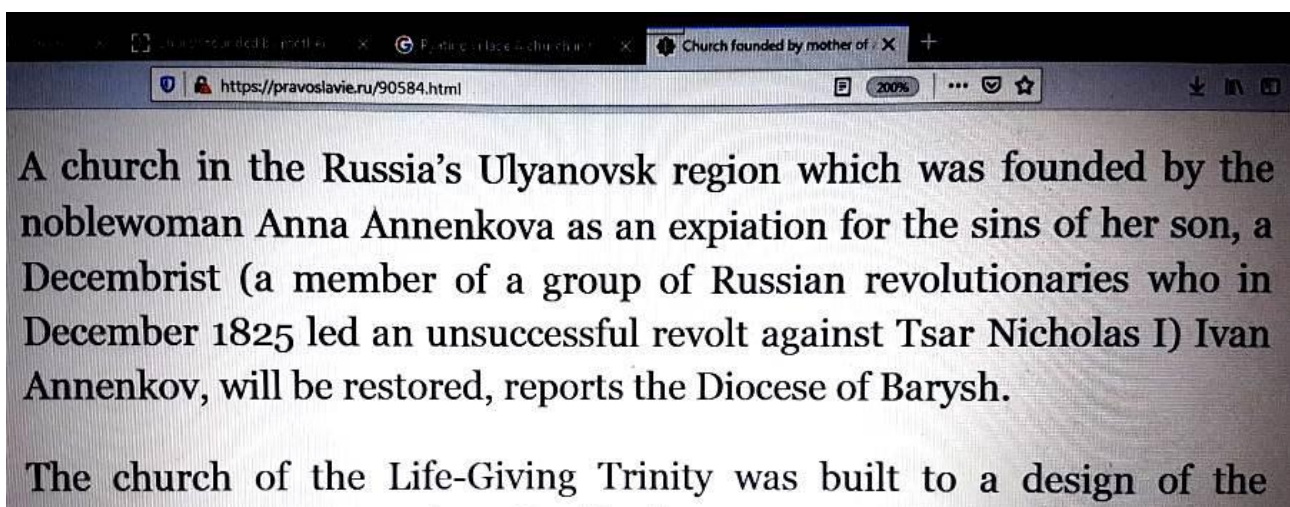 Church founded by mother of
https://pravoslavie.ru/90584.html
200%
A church in the Russia's Ulyanovsk region which was founded by the
noblewoman Anna Annenkova as an expiation for the sins of her son, a
Decembrist (a member of a group of Russian revolutionaries who in
December 1825 led an unsuccessful revolt against Tsar Nicholas I) Ivan
Annenkov, will be restored, reports the Diocese of Barysh.
The church of the Life-Giving Trinity was built to a design of the